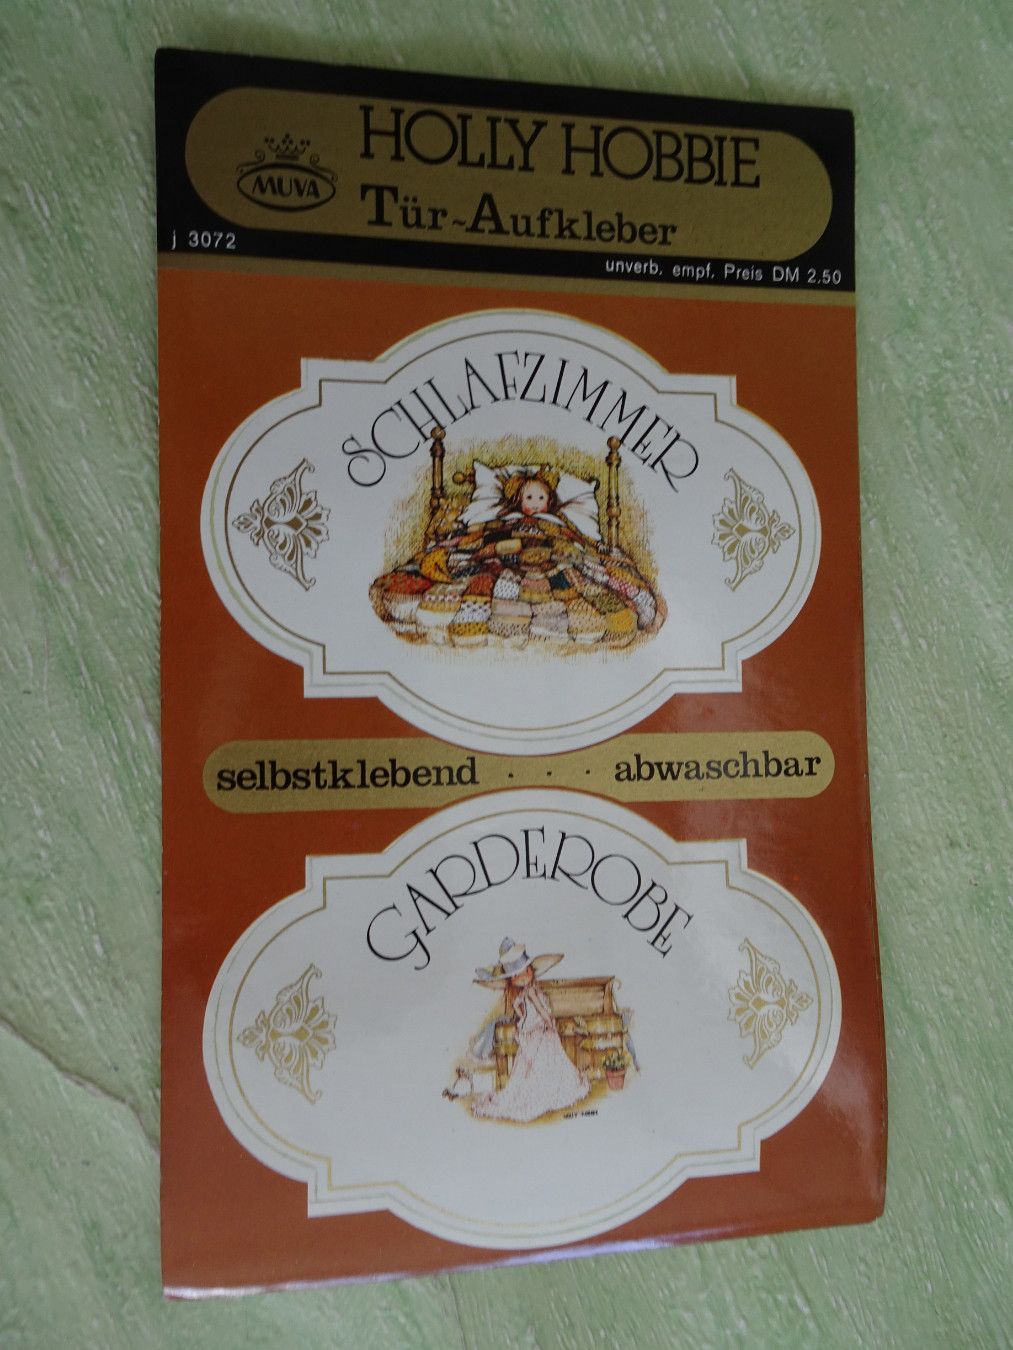 HOLLY HOBBIE
MUVA
Tür~Aufkleber
j 3072
unverb. empf. Preis DM 2,50
SCHLAFZIMMER
selbstklebend . . . abwaschbar
GARDEROBE